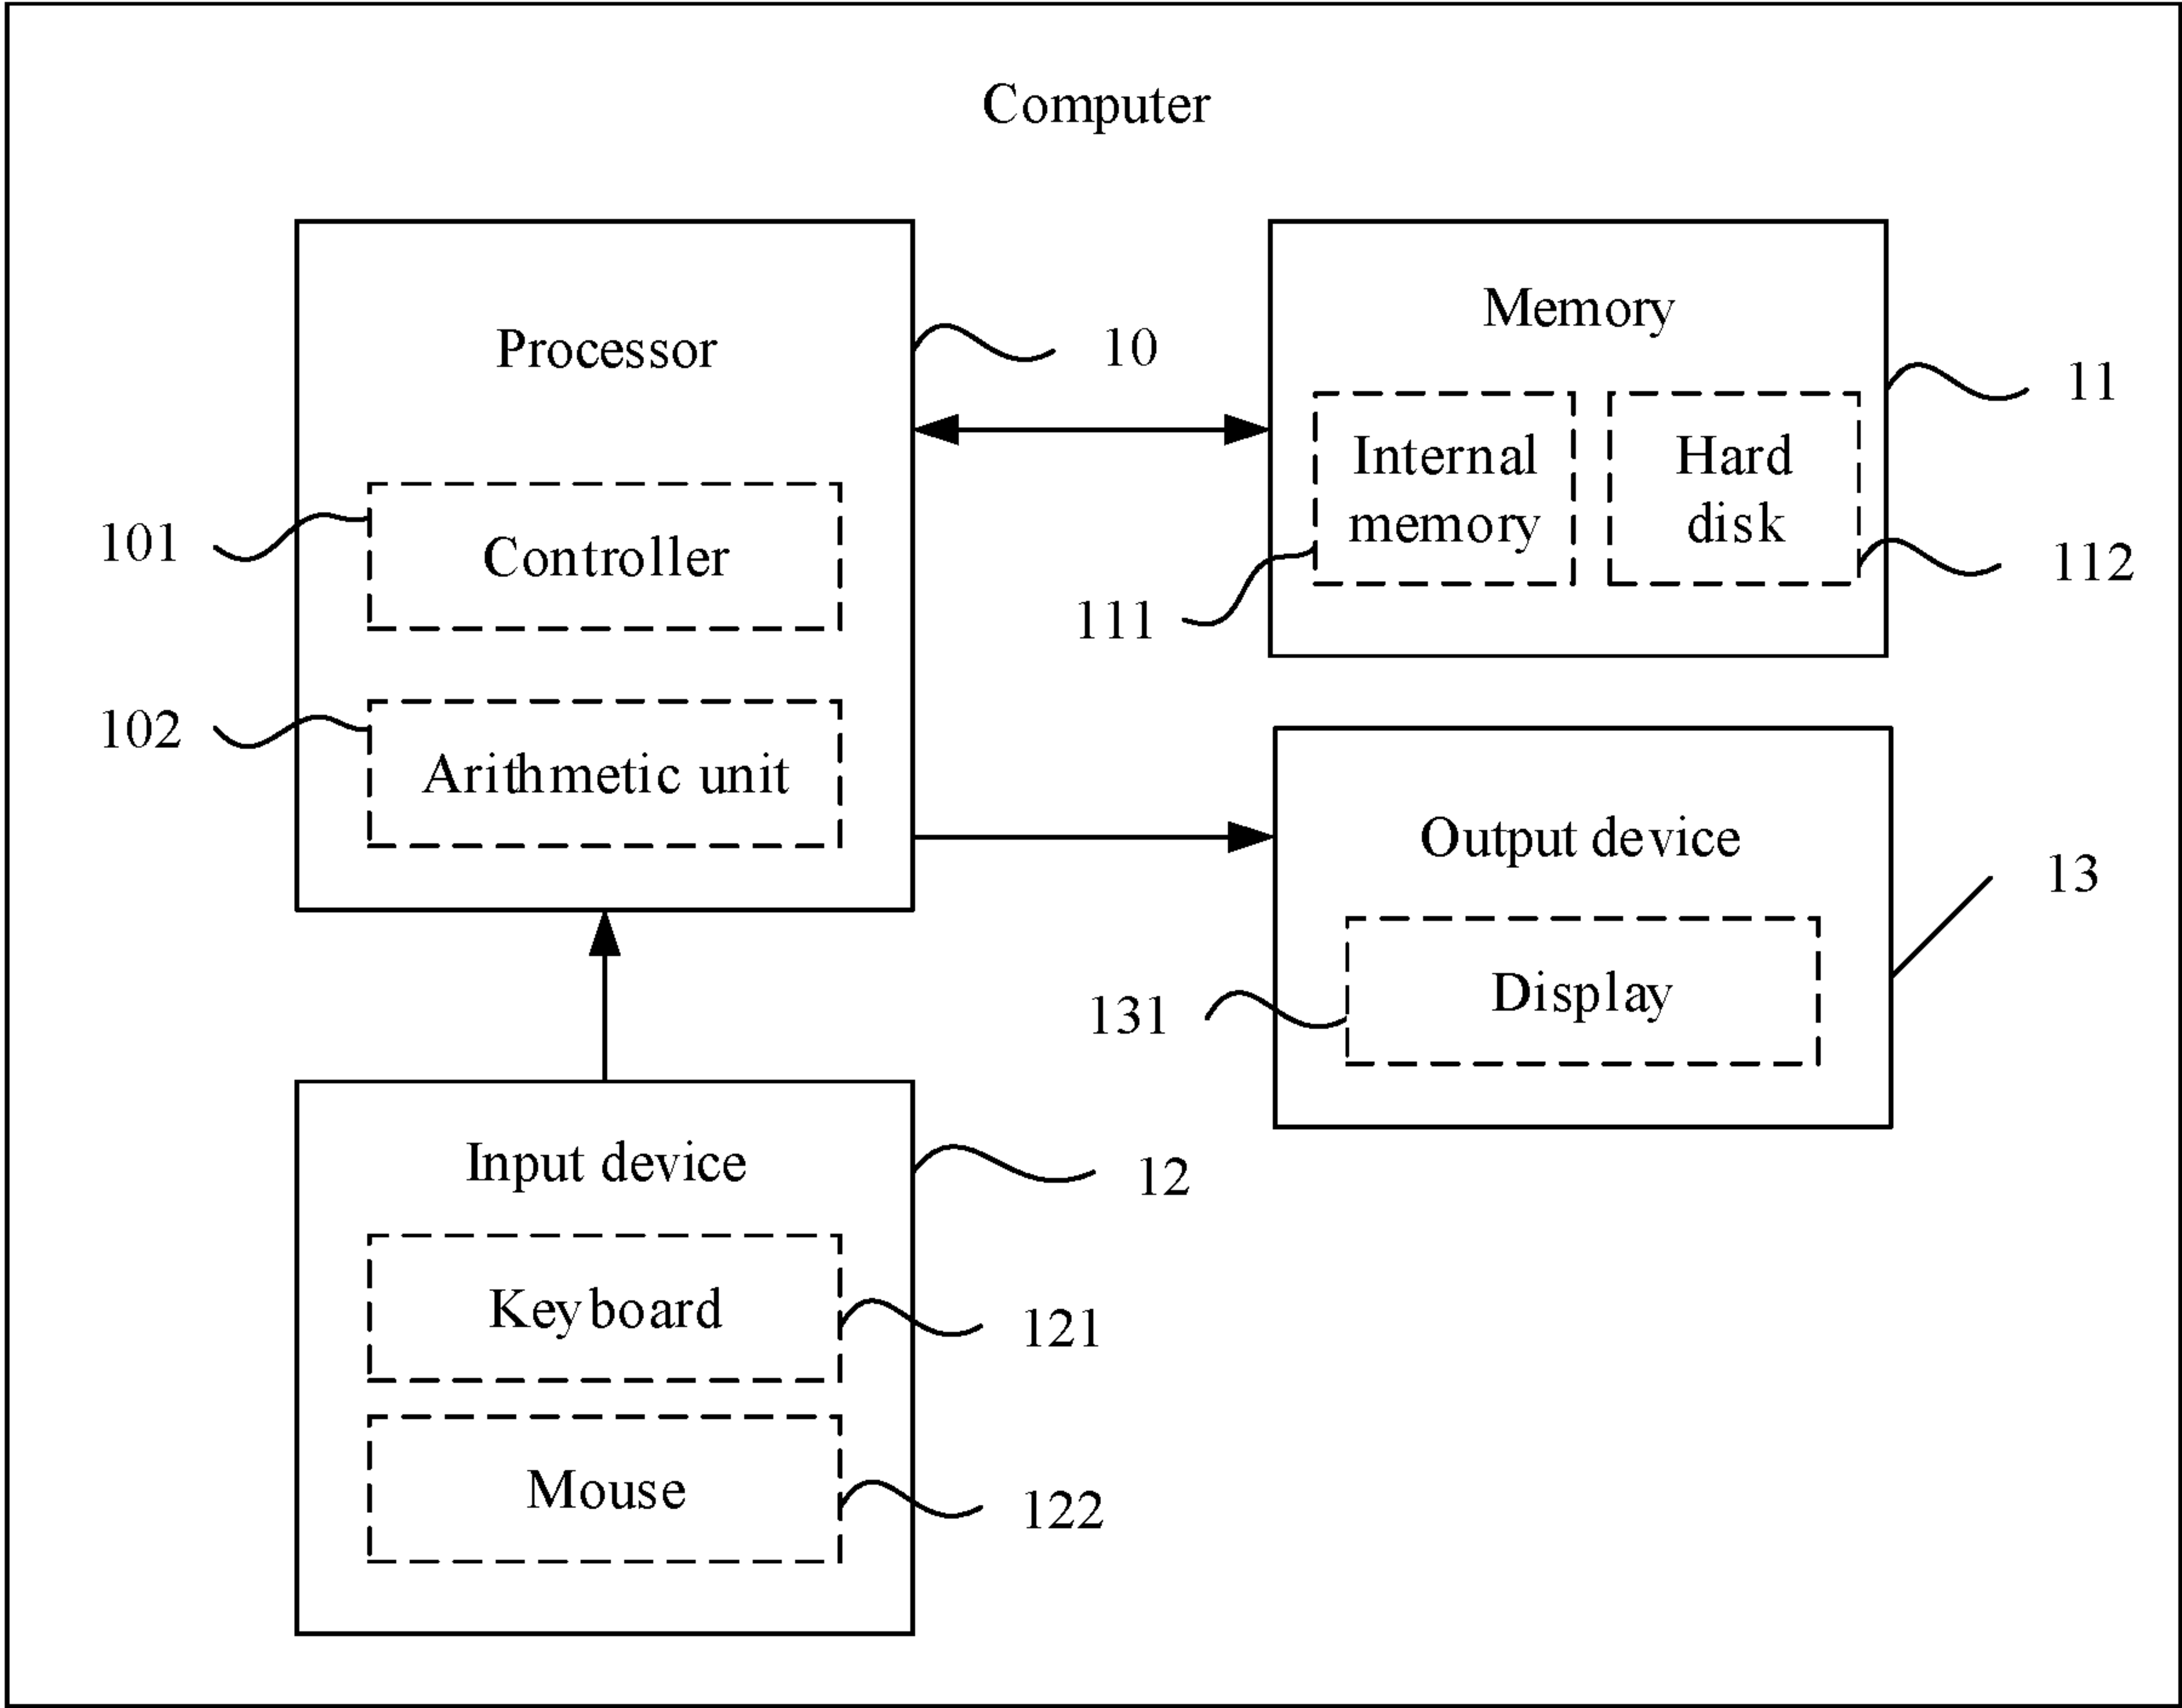 Computer
Processor
10
Memory
11
Internal
memory
Hard
disk
101
Controller
111
112
102
Arithmetic unit
Output device
13
131
Display
Input device
12
Keyboard
121
Mouse
122